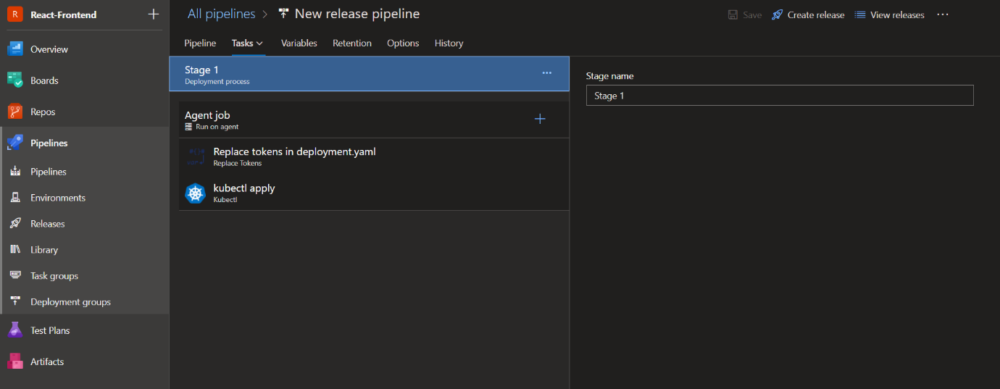 R React-Frontend
Overview
Boards
Repos
Pipelines
Pipelines
Environments
Releases
Library
Task groups
Deployment groups
Test Plans
Artifacts
All pipelines > New release pipeline
Save Create release View releases ...
Pipeline Tasks Variables Retention Options History
Stage 1 ...
Deployment process
Agent job
Run on agent
Replace tokens in deployment.yaml
Replace Tokens
kubectl apply
Kubectl
Stage name
Stage 1